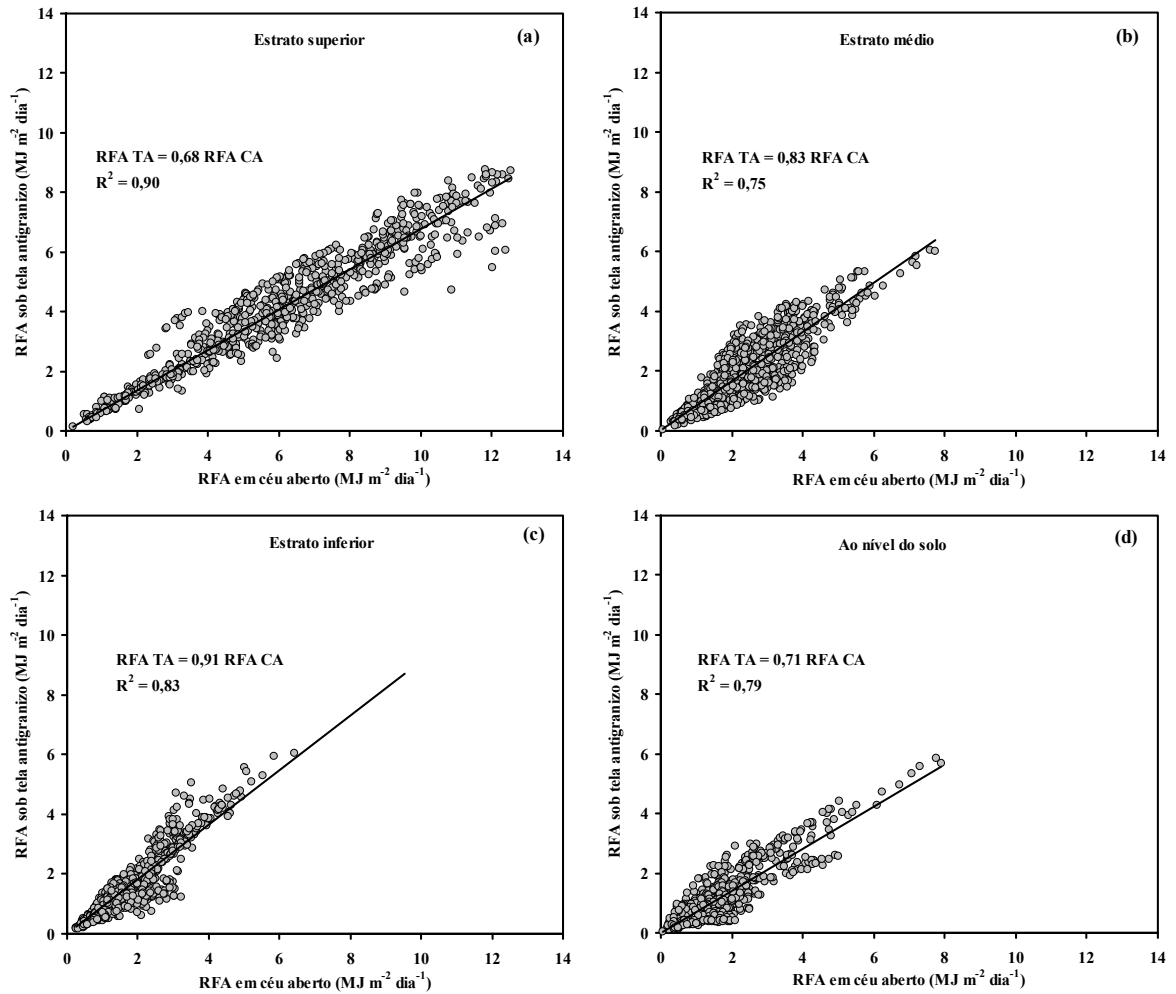 (a)
Estrato superior
RFA TA = 0,68 RFA CA
R² = 0,90
RFA sob tela antigranizo (MJ m⁻² dia⁻¹)
14
12
10
8
6
4
2
0
0 2 4 6 8 10 12 14
RFA em céu aberto (MJ m⁻² dia⁻¹)
(b)
Estrato médio
RFA TA = 0,83 RFA CA
R² = 0,75
RFA sob tela antigranizo (MJ m⁻² dia⁻¹)
14
12
10
8
6
4
2
0
0 2 4 6 8 10 12 14
RFA em céu aberto (MJ m⁻² dia⁻¹)
(c)
Estrato inferior
RFA TA = 0,91 RFA CA
R² = 0,83
RFA sob tela antigranizo (MJ m⁻² dia⁻¹)
14
12
10
8
6
4
2
0
0 2 4 6 8 10 12 14
RFA em céu aberto (MJ m⁻² dia⁻¹)
(d)
Ao nível do solo
RFA TA = 0,71 RFA CA
R² = 0,79
RFA sob tela antigranizo (MJ m⁻² dia⁻¹)
14
12
10
8
6
4
2
0
0 2 4 6 8 10 12 14
RFA em céu aberto (MJ m⁻² dia⁻¹)